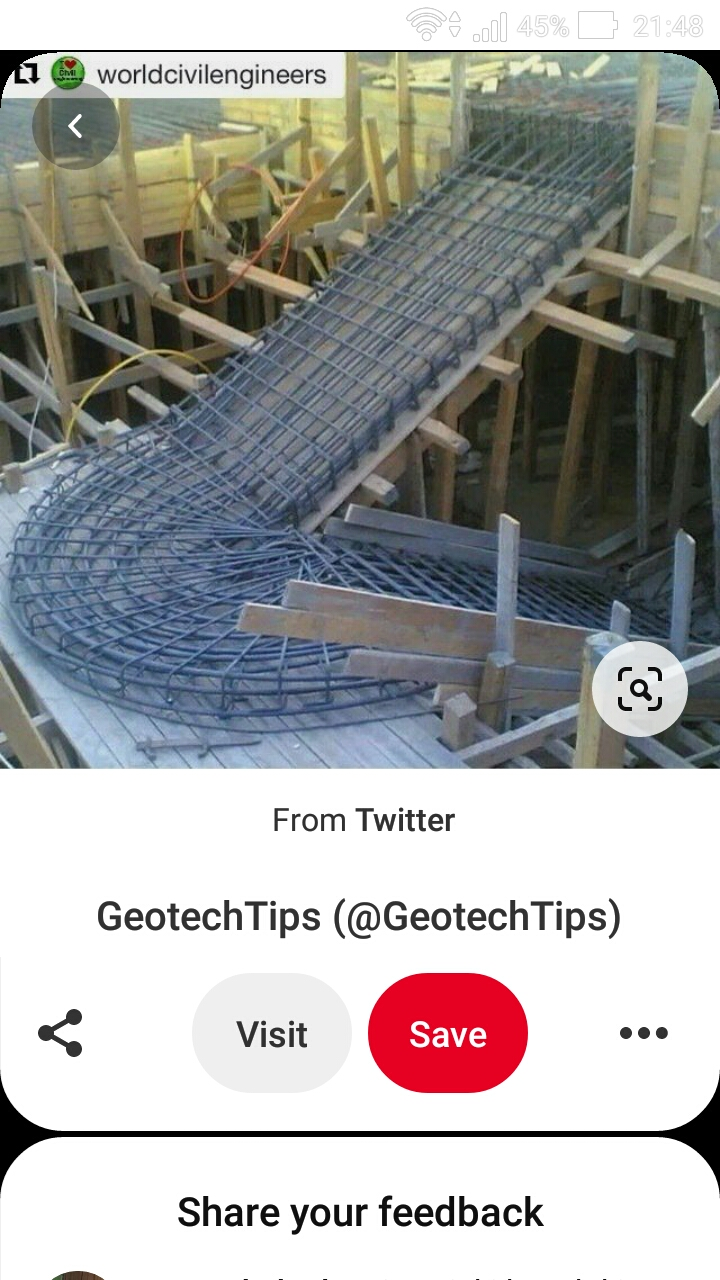 45% 21:48
worldcivilengineers
From Twitter
GeotechTips (@GeotechTips)
Visit
Save
Share your feedback